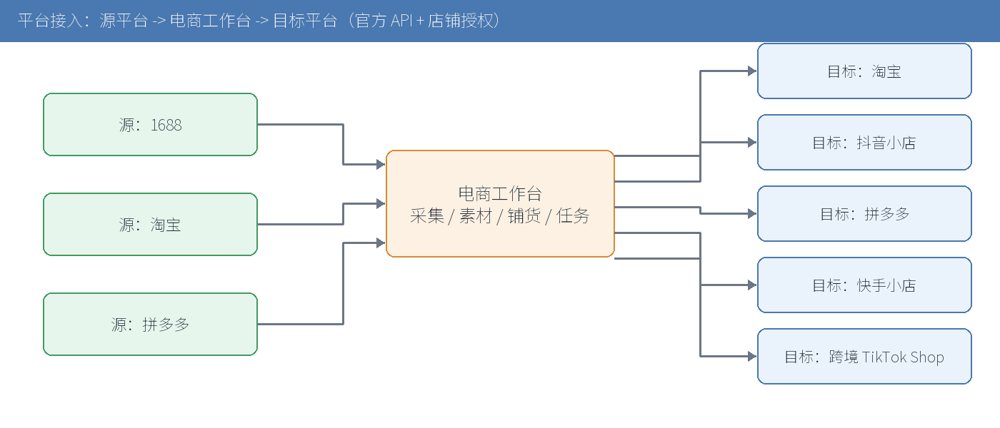 平台接入：源平台 -> 电商工作台 -> 目标平台（官方 API + 店铺授权）
源：1688
源：淘宝
源：拼多多
电商工作台
采集 / 素材 / 铺货 / 任务
目标：淘宝
目标：抖音小店
目标：拼多多
目标：快手小店
目标：跨境 TikTok Shop